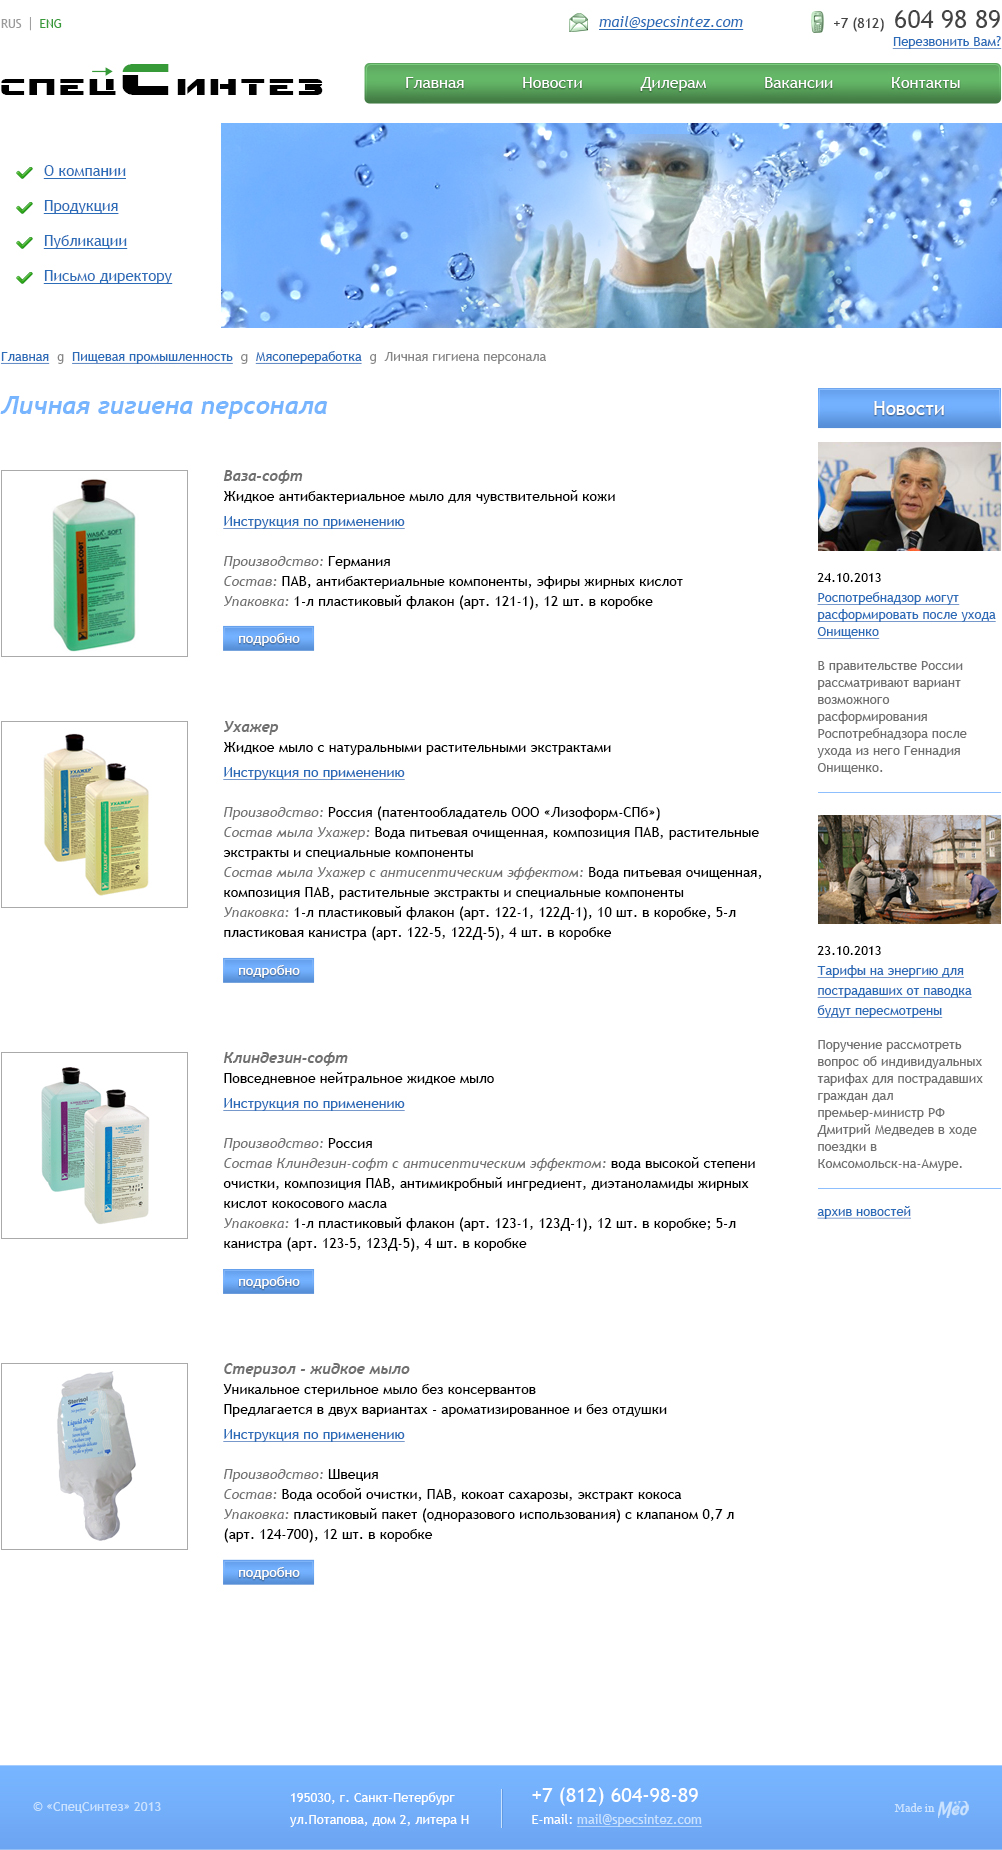 RUS | ENG
mail@specsintez.com
+7 (812) 604 98 89
Перезвонить Вам?
спецСинтез
Главная Новости Дилерам Вакансии Контакты
О компании
Продукция
Публикации
Письмо директору
Главная g Пищевая промышленность g Мясопереработка g Личная гигиена персонала
Личная гигиена персонала
Ваза-софт
Жидкое антибактериальное мыло для чувствительной кожи
Инструкция по применению
Производство: Германия
Состав: ПАВ, антибактериальные компоненты, эфиры жирных кислот
Упаковка: 1-л пластиковый флакон (арт. 121-1), 12 шт. в коробке
подробно
Ухажер
Жидкое мыло с натуральными растительными экстрактами
Инструкция по применению
Производство: Россия (патентообладатель ООО «Лизоформ-СПб»)
Состав мыла Ухажер: Вода питьевая очищенная, композиция ПАВ, растительные
экстракты и специальные компоненты
Состав мыла Ухажер с антисептическим эффектом: Вода питьевая очищенная,
композиция ПАВ, растительные экстракты и специальные компоненты
Упаковка: 1-л пластиковый флакон (арт. 122-1, 122Д-1), 10 шт. в коробке, 5-л
пластиковая канистра (арт. 122-5, 122Д-5), 4 шт. в коробке
подробно
Клиндезин-софт
Повседневное нейтральное жидкое мыло
Инструкция по применению
Производство: Россия
Состав Клиндезин-софт с антисептическим эффектом: вода высокой степени
очистки, композиция ПАВ, антимикробный ингредиент, диэтаноламиды жирных
кислот кокосового масла
Упаковка: 1-л пластиковый флакон (арт. 123-1, 123Д-1), 12 шт. в коробке; 5-л
канистра (арт. 123-5, 123Д-5), 4 шт. в коробке
подробно
Sterisol
Liquid soap
Стеризол - жидкое мыло
Уникальное стерильное мыло без консервантов
Предлагается в двух вариантах - ароматизированное и без отдушки
Инструкция по применению
Производство: Швеция
Состав: Вода особой очистки, ПАВ, кокоат сахарозы, экстракт кокоса
Упаковка: пластиковый пакет (одноразового использования) с клапаном 0,7 л
(арт. 124-700), 12 шт. в коробке
подробно
Новости
24.10.2013
Роспотребнадзор могут
расформировать после ухода
Онищенко
В правительстве России
рассматривают вариант
возможного
расформирования
Роспотребнадзора после
ухода из него Геннадия
Онищенко.
23.10.2013
Тарифы на энергию для
пострадавших от паводка
будут пересмотрены
Поручение рассмотреть
вопрос об индивидуальных
тарифах для пострадавших
граждан дал
премьер-министр РФ
Дмитрий Медведев в ходе
поездки в
Комсомольск-на-Амуре.
архив новостей
© «СпецСинтез» 2013
195030, г. Санкт-Петербург
ул.Потапова, дом 2, литера Н
+7 (812) 604-98-89
E-mail: mail@specsintez.com
Made in Мёд